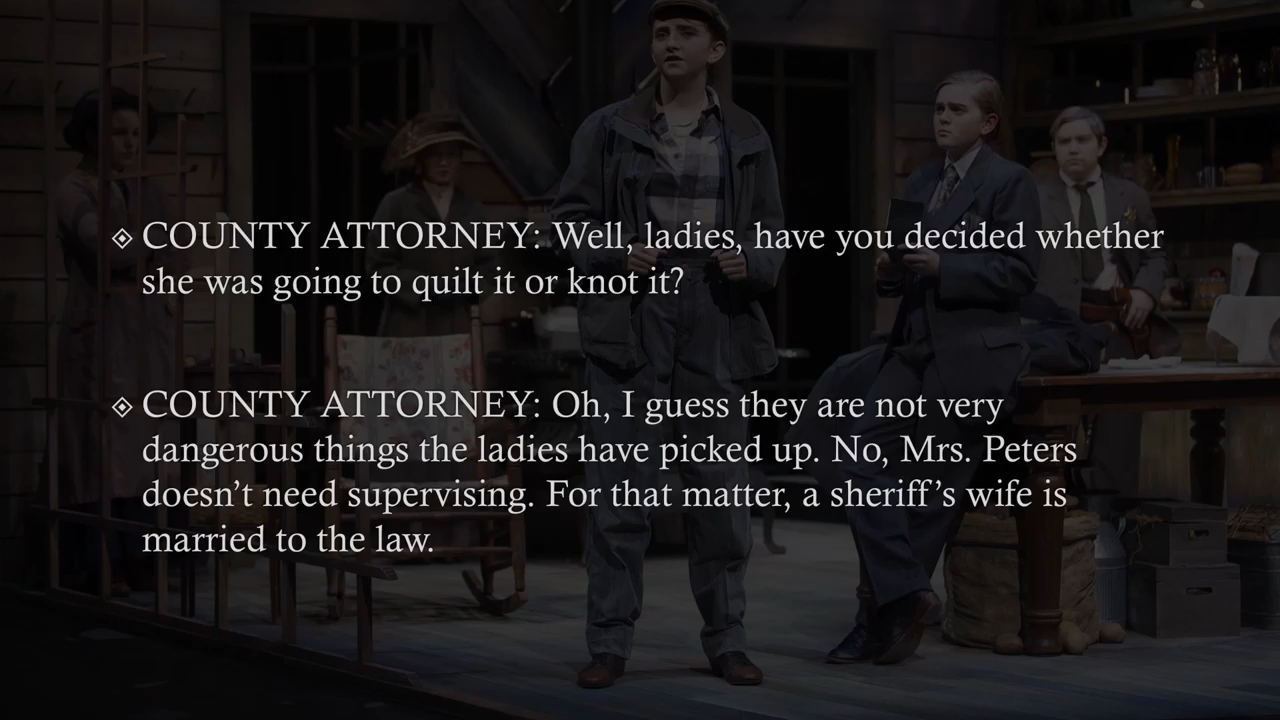 COUNTY ATTORNEY: Well, ladies, have you decided whether
she was going to quilt it or knot it?
COUNTY ATTORNEY: Oh, I guess they are not very
dangerous things the ladies have picked up. No, Mrs. Peters
doesn’t need supervising. For that matter, a sheriff’s wife is
married to the law.